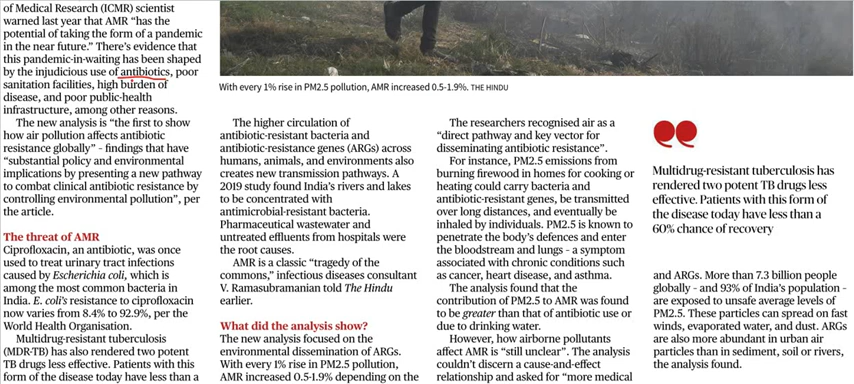 of Medical Research (ICMR) scientist
warned last year that AMR “has the
potential of taking the form of a pandemic
in the near future.” There’s evidence that
this pandemic-in-waiting has been shaped
by the injudicious use of antibiotics, poor
sanitation facilities, high burden of
disease, and poor public-health
infrastructure, among other reasons.
The new analysis is “the first to show
how air pollution affects antibiotic
resistance globally” – findings that have
“substantial policy and environmental
implications by presenting a new pathway
to combat clinical antibiotic resistance by
controlling environmental pollution”, per
the article.
The threat of AMR
Ciprofloxacin, an antibiotic, was once
used to treat urinary tract infections
caused by Escherichia coli, which is
among the most common bacteria in
India. E. coli’s resistance to ciprofloxacin
now varies from 8.4% to 92.9%, per the
World Health Organisation.
Multidrug-resistant tuberculosis
(MDR-TB) has also rendered two potent
TB drugs less effective. Patients with this
form of the disease today have less than a
With every 1% rise in PM2.5 pollution, AMR increased 0.5-1.9%. THE HINDU
The higher circulation of
antibiotic-resistant bacteria and
antibiotic-resistance genes (ARGs) across
humans, animals, and environments also
creates new transmission pathways. A
2019 study found India’s rivers and lakes
to be concentrated with
antimicrobial-resistant bacteria.
Pharmaceutical wastewater and
untreated effluents from hospitals were
the root causes.
AMR is a classic “tragedy of the
commons,” infectious diseases consultant
V. Ramasubramanian told The Hindu
earlier.
What did the analysis show?
The new analysis focused on the
environmental dissemination of ARGs.
With every 1% rise in PM2.5 pollution,
AMR increased 0.5-1.9% depending on the
The researchers recognised air as a
“direct pathway and key vector for
disseminating antibiotic resistance”.
For instance, PM2.5 emissions from
burning firewood in homes for cooking or
heating could carry bacteria and
antibiotic-resistant genes, be transmitted
over long distances, and eventually be
inhaled by individuals. PM2.5 is known to
penetrate the body’s defences and enter
the bloodstream and lungs – a symptom
associated with chronic conditions such
as cancer, heart disease, and asthma.
The analysis found that the
contribution of PM2.5 to AMR was found
to be greater than that of antibiotic use or
due to drinking water.
However, how airborne pollutants
affect AMR is “still unclear”. The analysis
couldn’t discern a cause-and-effect
relationship and asked for “more medical
Multidrug-resistant tuberculosis has
rendered two potent TB drugs less
effective. Patients with this form of
the disease today have less than a
60% chance of recovery
and ARGs. More than 7.3 billion people
globally – and 93% of India’s population –
are exposed to unsafe average levels of
PM2.5. These particles can spread on fast
winds, evaporated water, and dust. ARGs
are also more abundant in urban air
particles than in sediment, soil or rivers,
the analysis found.